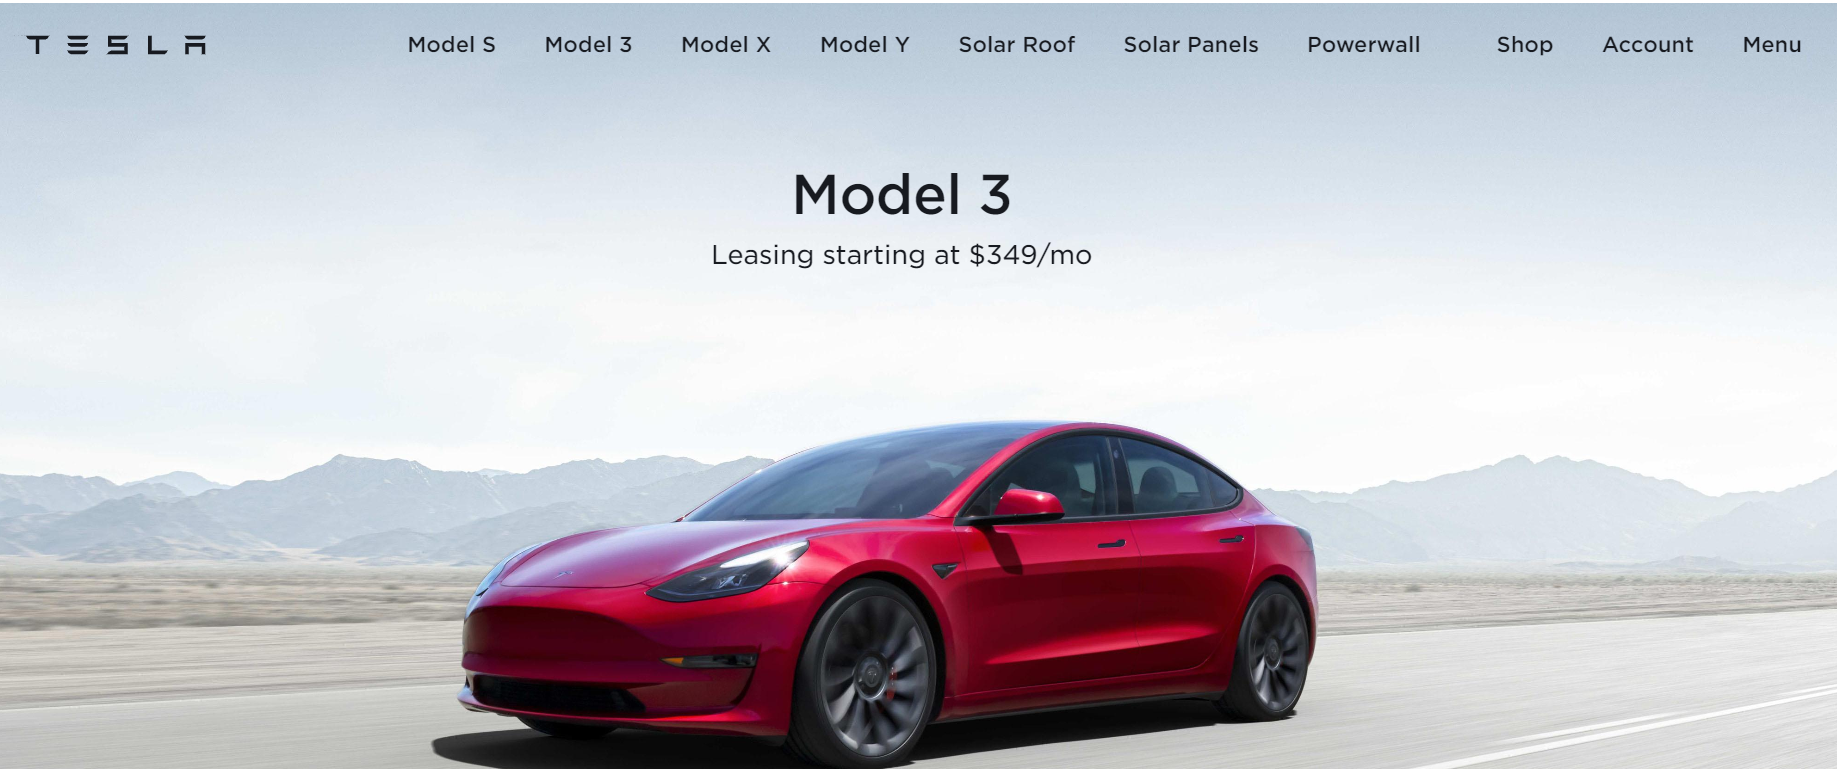 TESLA Model S Model 3 Model X Model Y Solar Roof Solar Panels Powerwall Shop Account Menu
Model 3
Leasing starting at $349/mo